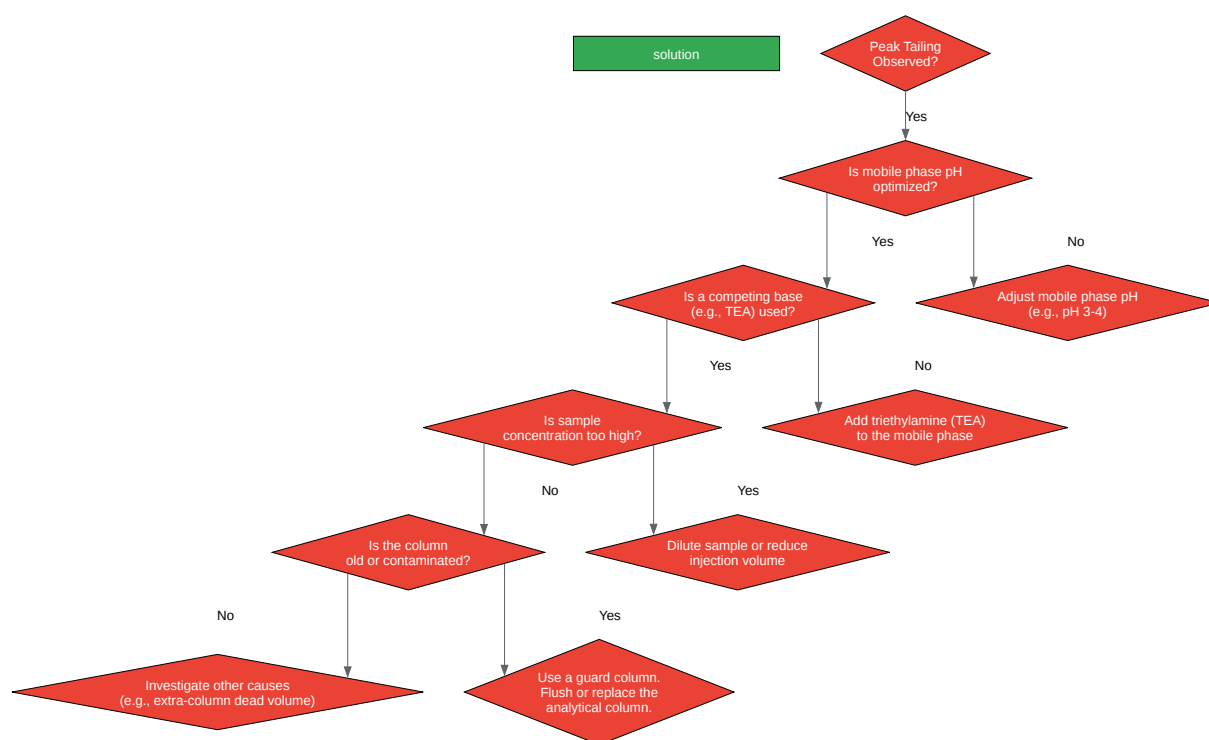 solution
Peak Tailing
Observed?
Yes
Is mobile phase pH
optimized?
Yes
No
Is a competing base
(e.g., TEA) used?
Adjust mobile phase pH
(e.g., pH 3-4)
Yes
No
Is sample
concentration too high?
Add triethylamine (TEA)
to the mobile phase
No
Yes
Is the column
old or contaminated?
Dilute sample or reduce
injection volume
No
Yes
Investigate other causes
(e.g., extra-column dead volume)
Use a guard column.
Flush or replace the
analytical column.